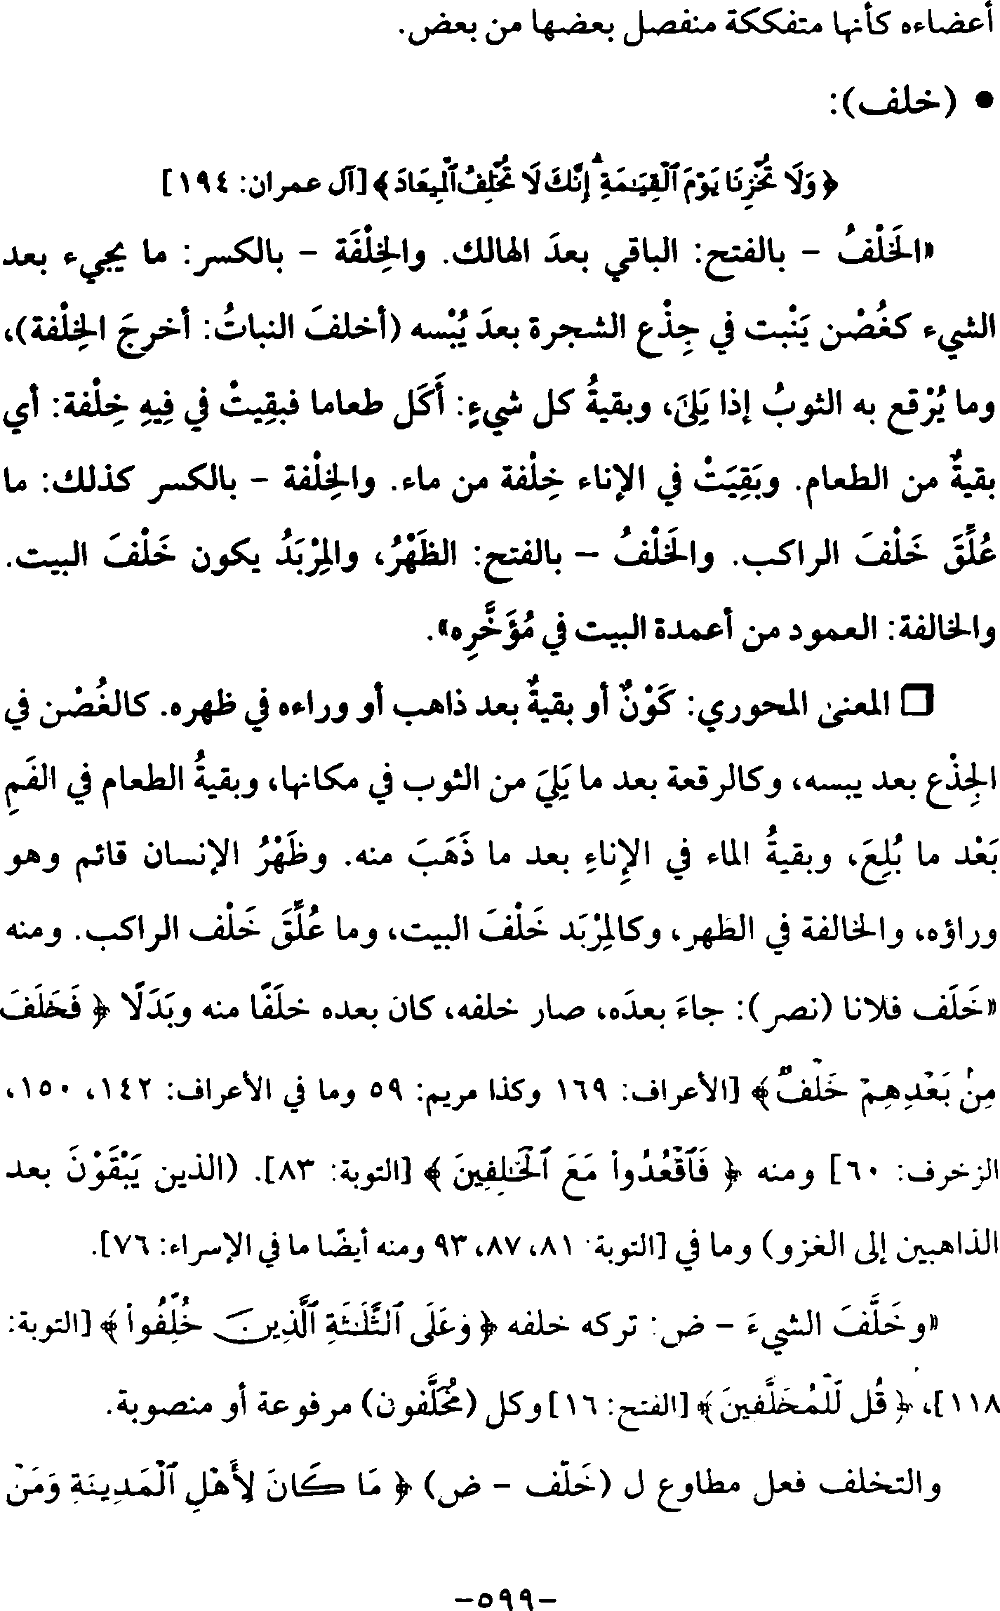 أعضاءه كأنها متفككة منفصل بعضها من بعض.
• (خلف):
﴿وَلَا تُخْزِنَا يَوْمَ ٱلْقِيَٰمَةِ ۗ إِنَّكَ لَا تُخْلِفُ ٱلْمِيعَادَ﴾ [آل عمران: ١٩٤]
«الخَلْفُ – بالفتح: الباقي بعدَ الهالك. والخِلْفَة – بالكسر: ما يجيء بعد
الشيء كغُصْن يَنْبت في جِذْع الشجرة بعدَ يُبْسه (أخلفَ النباتُ: أخرجَ الخِلْفة)،
وما يُرْقع به الثوبُ إذا بَلِىَ، وبقيةُ كل شيءٍ: أَكَل طعاما فبقِيتْ في فِيهِ خِلْفة: أي
بقيةٌ من الطعام. وبَقِيَتْ في الإناء خِلْفة من ماء. والخِلْفة – بالكسر كذلك: ما
عُلِّقَ خَلْفَ الراكب. والخَلْفُ – بالفتح: الظَهْرُ، والمِرْبَدُ يكون خَلْفَ البيت.
والخالفة: العمود من أعمدة البيت في مُؤَخَّرِه».
❒ المعنى المحوري: كَوْنٌ أو بقيةٌ بعد ذاهب أو وراءه في ظهره. كالغُصْن في
الجِذْع بعد يبسه، وكالرقعة بعد ما بَلِيَ من الثوب في مكانها، وبقيةُ الطعام في الفَمِ
بَعْد ما بُلِعَ، وبقيةُ الماء في الإِناءِ بعد ما ذَهَبَ منه. وظَهْرُ الإنسان قائم وهو
وراؤه، والخالفة في الظهر، وكالمِرْبَد خَلْفَ البيت، وما عُلِّقَ خَلْف الراكب. ومنه
«خَلَف فلانا (نصر): جاءَ بعدَه، صار خلفه، كان بعده خلَفًا منه وبَدَلًا ﴿فَخَلَفَ
مِنۢ بَعْدِهِمْ خَلْفٌ﴾ [الأعراف: ١٦٩ وكذا مريم: ٥٩ وما في الأعراف: ١٤٢، ١٥٠،
الزخرف: ٦٠] ومنه ﴿فَٱقْعُدُوا۟ مَعَ ٱلْخَٰلِفِينَ﴾ [التوبة: ٨٣]. (الذين يَبْقَوْنَ بعد
الذاهبين إلى الغزو) وما في [التوبة ٨١، ٨٧، ٩٣ ومنه أيضًا ما في الإسراء: ٧٦].
«وخَلَّفَ الشيءَ – ض: تركه خلفه ﴿وَعَلَى ٱلثَّلَٰثَةِ ٱلَّذِينَ خُلِّفُوا۟﴾ [التوبة:
١١٨]، ﴿قُل لِّلْمُخَلَّفِينَ﴾ [الفتح: ١٦] وكل (مُخَلَّفون) مرفوعة أو منصوبة.
والتخلف فعل مطاوع ل (خَلّف – ض) ﴿مَا كَانَ لِأَهْلِ ٱلْمَدِينَةِ وَمَنْ
-٥٩٩-